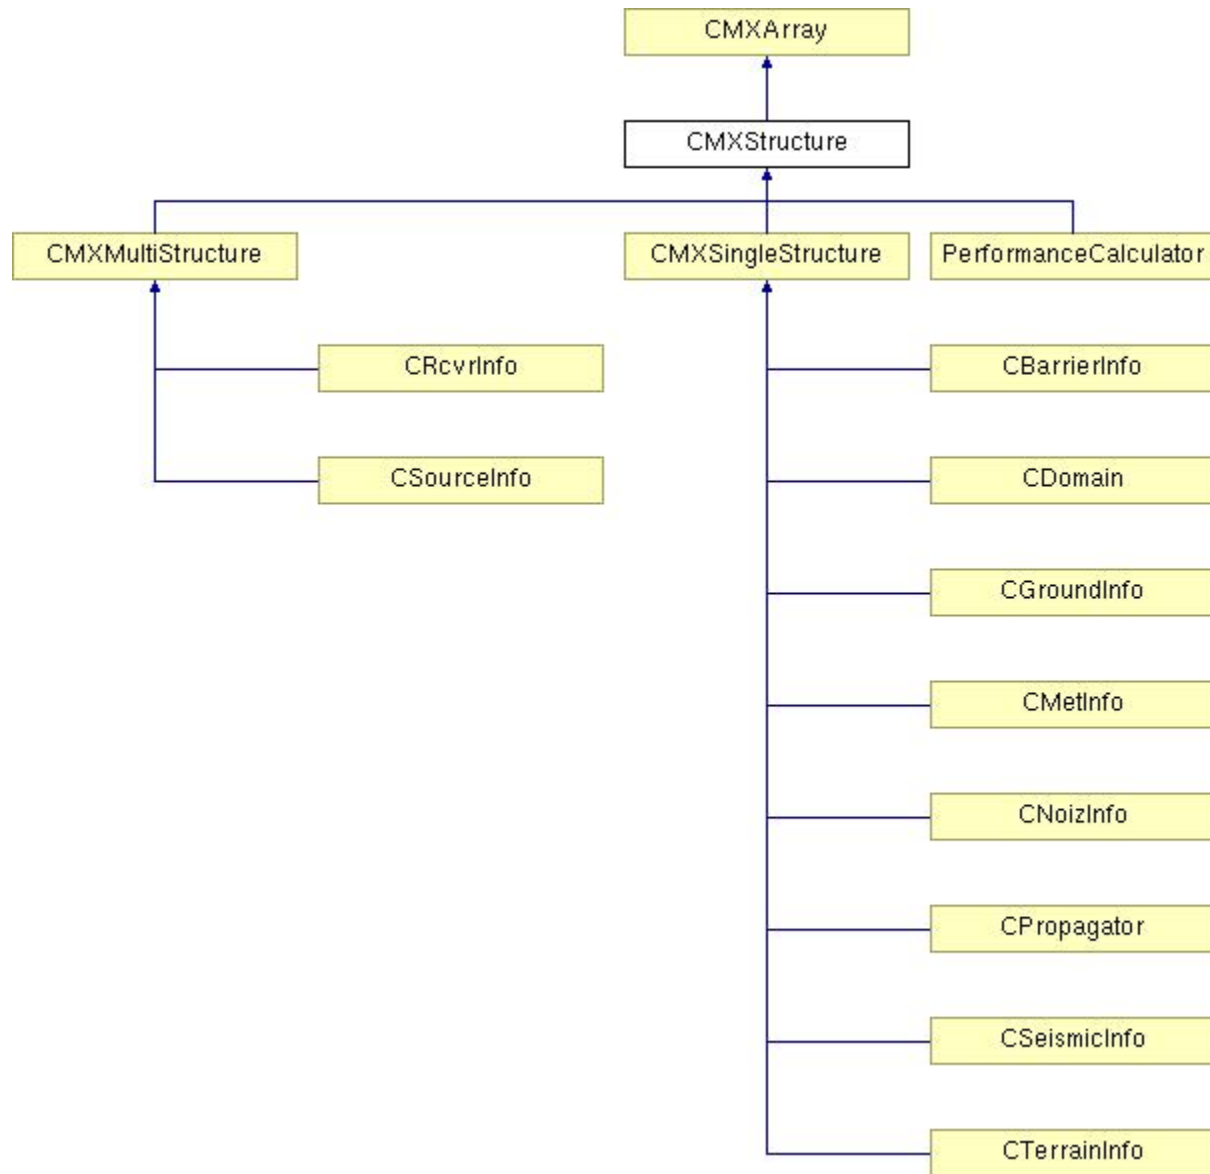 CMXArray
CMXStructure
CMXMultiStructure
CMXSingleStructure
PerformanceCalculator
CRcvrInfo
CBarrierInfo
CSourceInfo
CDomain
CGroundInfo
CMetInfo
CNoizInfo
CPropagator
CSeismicInfo
CTerrainInfo